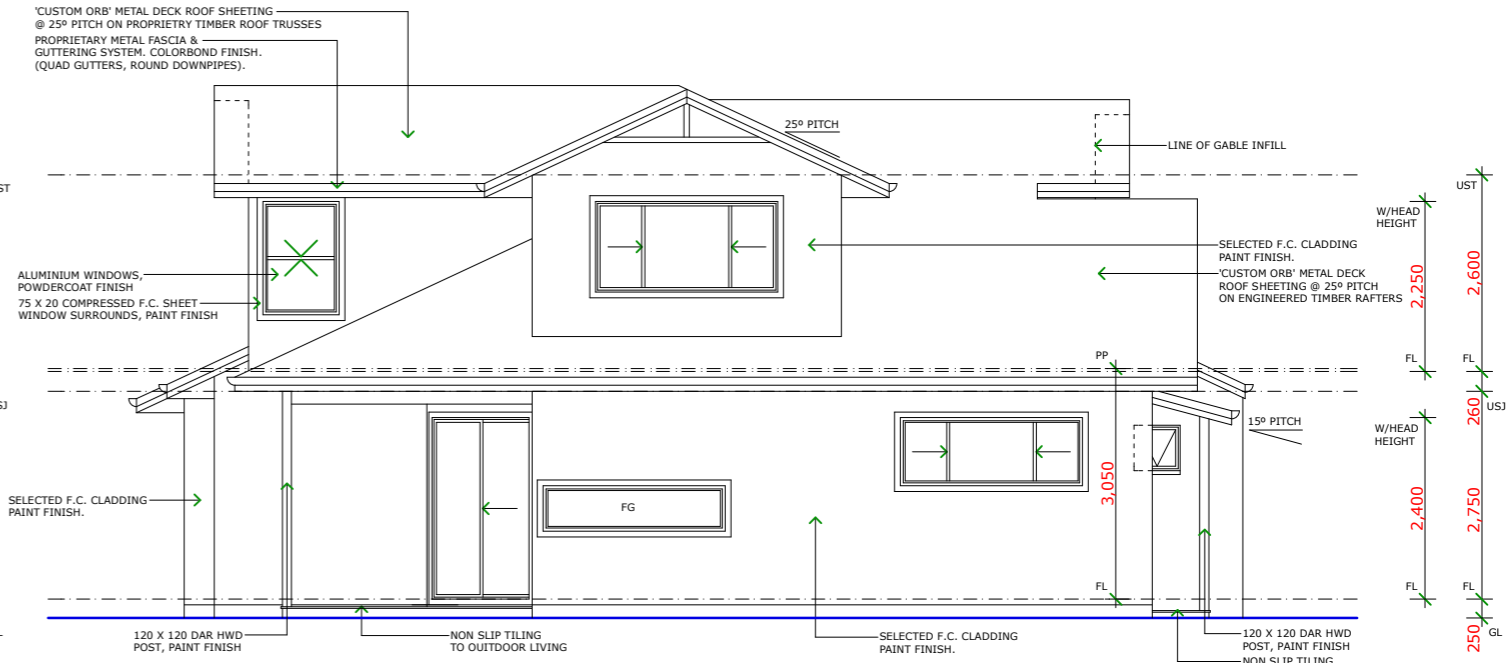 'CUSTOM ORB' METAL DECK ROOF SHEETING
@ 25º PITCH ON PROPRIETRY TIMBER ROOF TRUSSES
PROPRIETARY METAL FASCIA &
GUTTERING SYSTEM. COLORBOND FINISH.
(QUAD GUTTERS, ROUND DOWNPIPES).
25º PITCH
LINE OF GABLE INFILL
ST
UST
W/HEAD
HEIGHT
2,250
2,600
SELECTED F.C. CLADDING
PAINT FINISH.
'CUSTOM ORB' METAL DECK
ROOF SHEETING @ 25º PITCH
ON ENGINEERED TIMBER RAFTERS
ALUMINIUM WINDOWS,
POWDERCOAT FINISH
75 X 20 COMPRESSED F.C. SHEET
WINDOW SURROUNDS, PAINT FINISH
PP
FL
FL
SJ
260
USJ
15º PITCH
W/HEAD
HEIGHT
3,050
2,400
2,750
SELECTED F.C. CLADDING
PAINT FINISH.
FG
FL
FL
FL
120 X 120 DAR HWD
POST, PAINT FINISH
NON SLIP TILING
TO OUITDOOR LIVING
SELECTED F.C. CLADDING
PAINT FINISH.
120 X 120 DAR HWD
POST, PAINT FINISH
NON SLIP TILING
250
GL